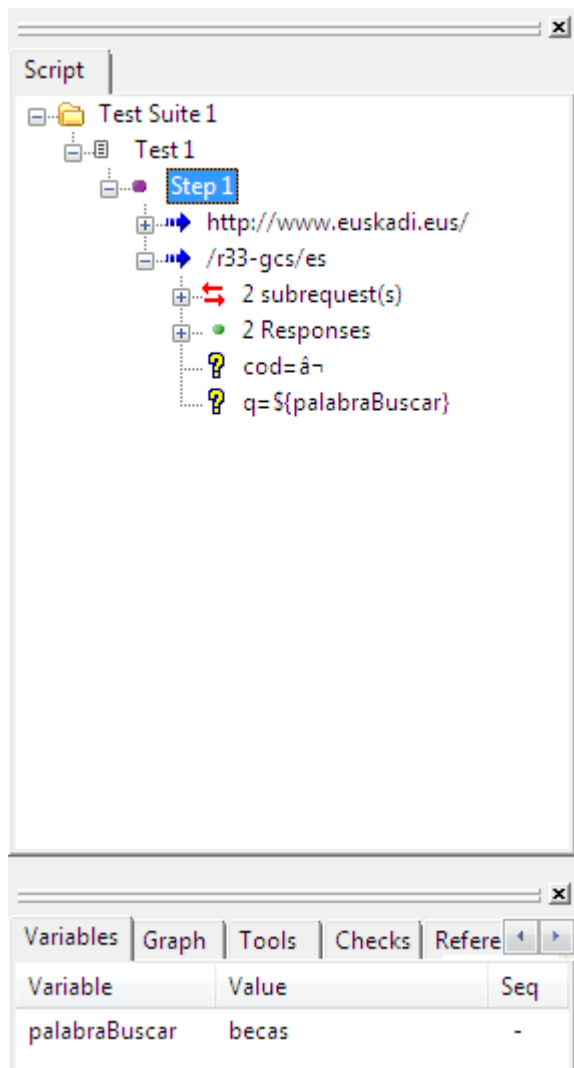 Script
Test Suite 1
Test 1
Step 1
http://www.euskadi.eus/
/r33-gcs/es
2 subrequest(s)
2 Responses
cod=â¬
q=${palabraBuscar}
Variables Graph Tools Checks Refere
Variable Value Seq
palabraBuscar becas -